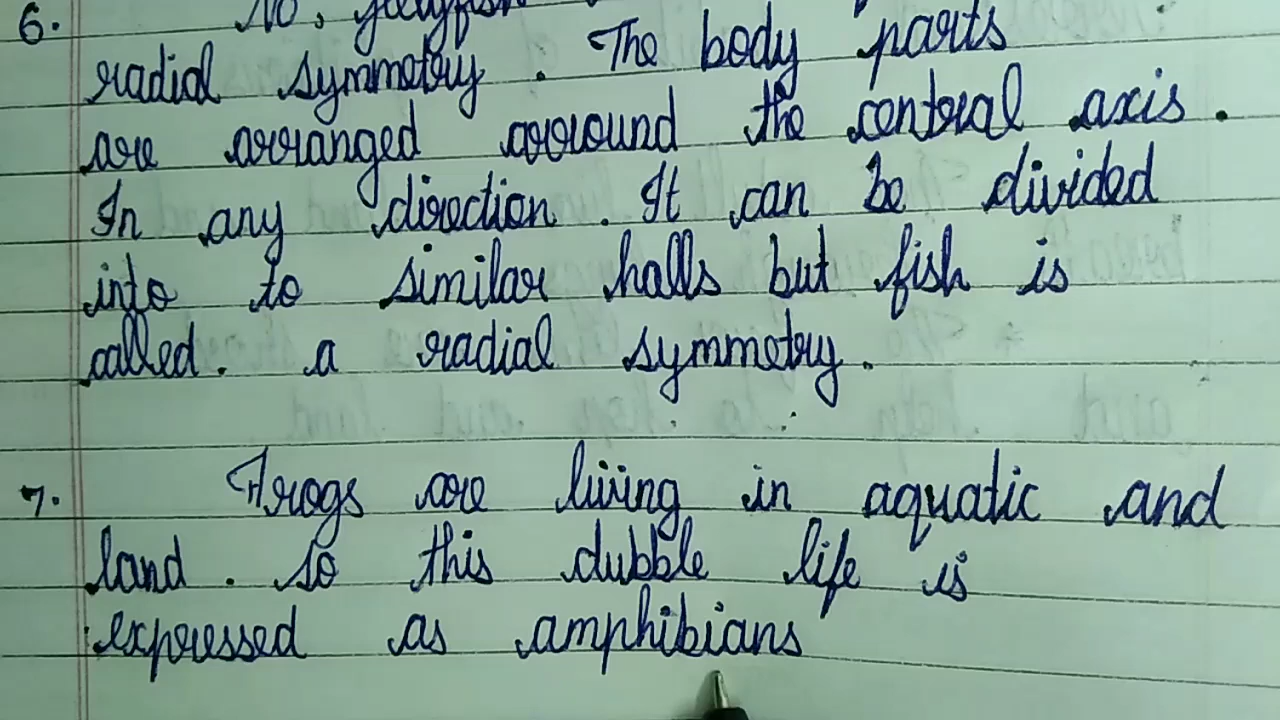 6. No, jellyfish
radial symmetry. The body parts
are arranged arround the central axis.
In any direction. It can be divided
into to similar halls but fish is
called. a radial symmetry.
7. Frogs are living in aquatic and
land. So this dubble life is
expressed as amphibians